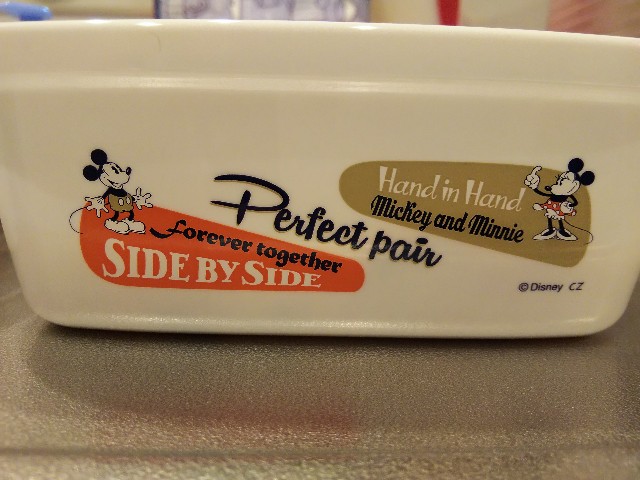 Hand in Hand
Mickey and Minnie
Perfect pair
Forever together
SIDE BY SIDE
©Disney CZ